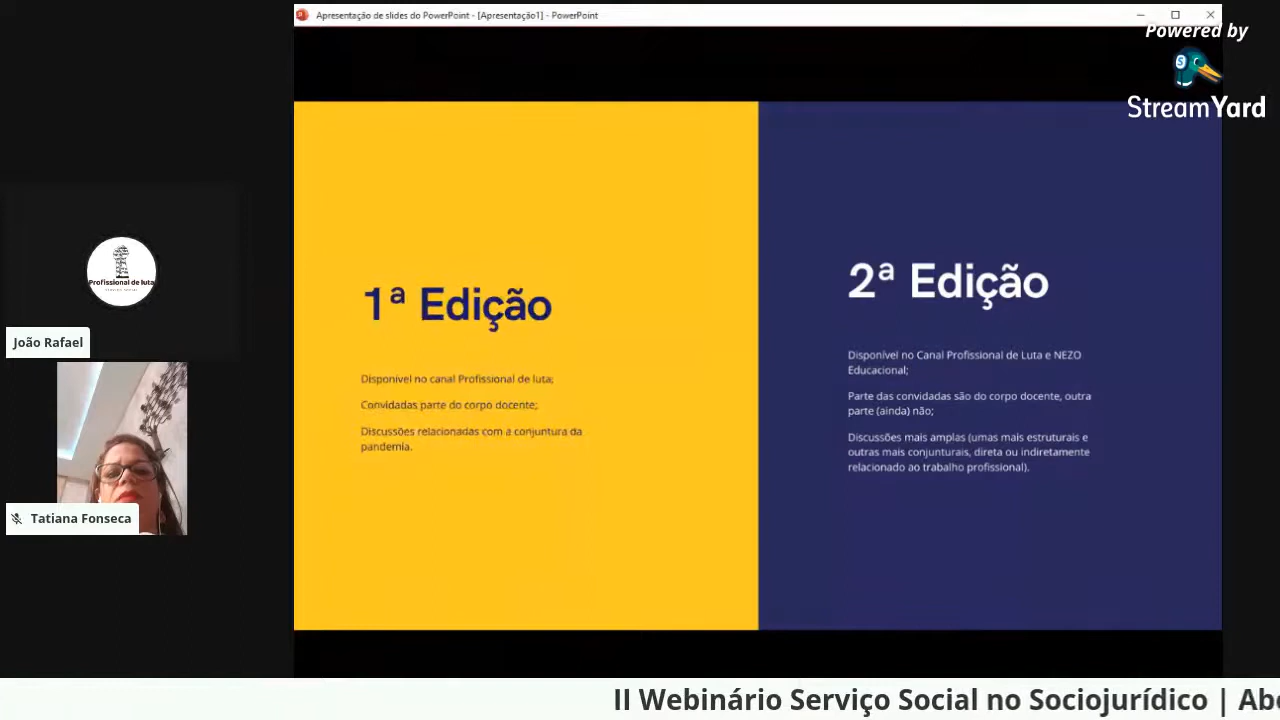 Apresentação de slides do PowerPoint - [Apresentação1] - PowerPoint
Powered by
StreamYard
1ª Edição
Disponível no canal Profissional de luta;
Convidadas parte do corpo docente;
Discussões relacionadas com a conjuntura da
pandemia.
2ª Edição
Disponível no Canal Profissional de Luta e NEZO
Educacional;
Parte das convidadas são do corpo docente, outra
parte (ainda) não;
Discussões mais amplas (umas mais estruturais e
outras mais conjunturais, direta ou indiretamente
relacionado ao trabalho profissional).
Profissional de luta
João Rafael
Tatiana Fonseca
II Webinário Serviço Social no Sociojurídico | Abo